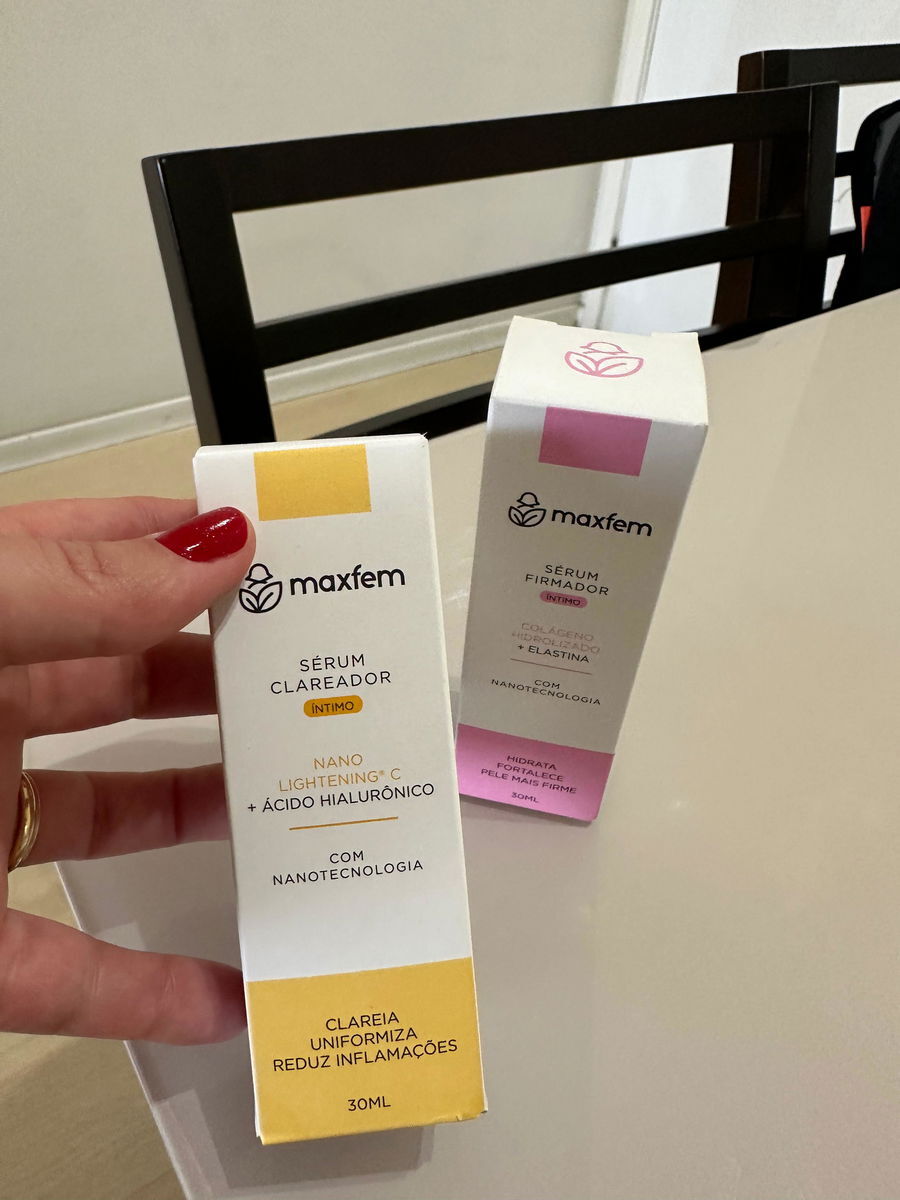 maxfem
SÉRUM
CLAREADOR
ÍNTIMO
NANO
LIGHTENING® C
+ ÁCIDO HIALURÔNICO
COM
NANOTECNOLOGIA
CLAREIA
UNIFORMIZA
REDUZ INFLAMAÇÕES
30ML
maxfem
SÉRUM
FIRMADOR
ÍNTIMO
COLÁGENO
HIDROLIZADO
+ ELASTINA
COM
NANOTECNOLOGIA
HIDRATA
FORTALECE
PELE MAIS FIRME
30ML